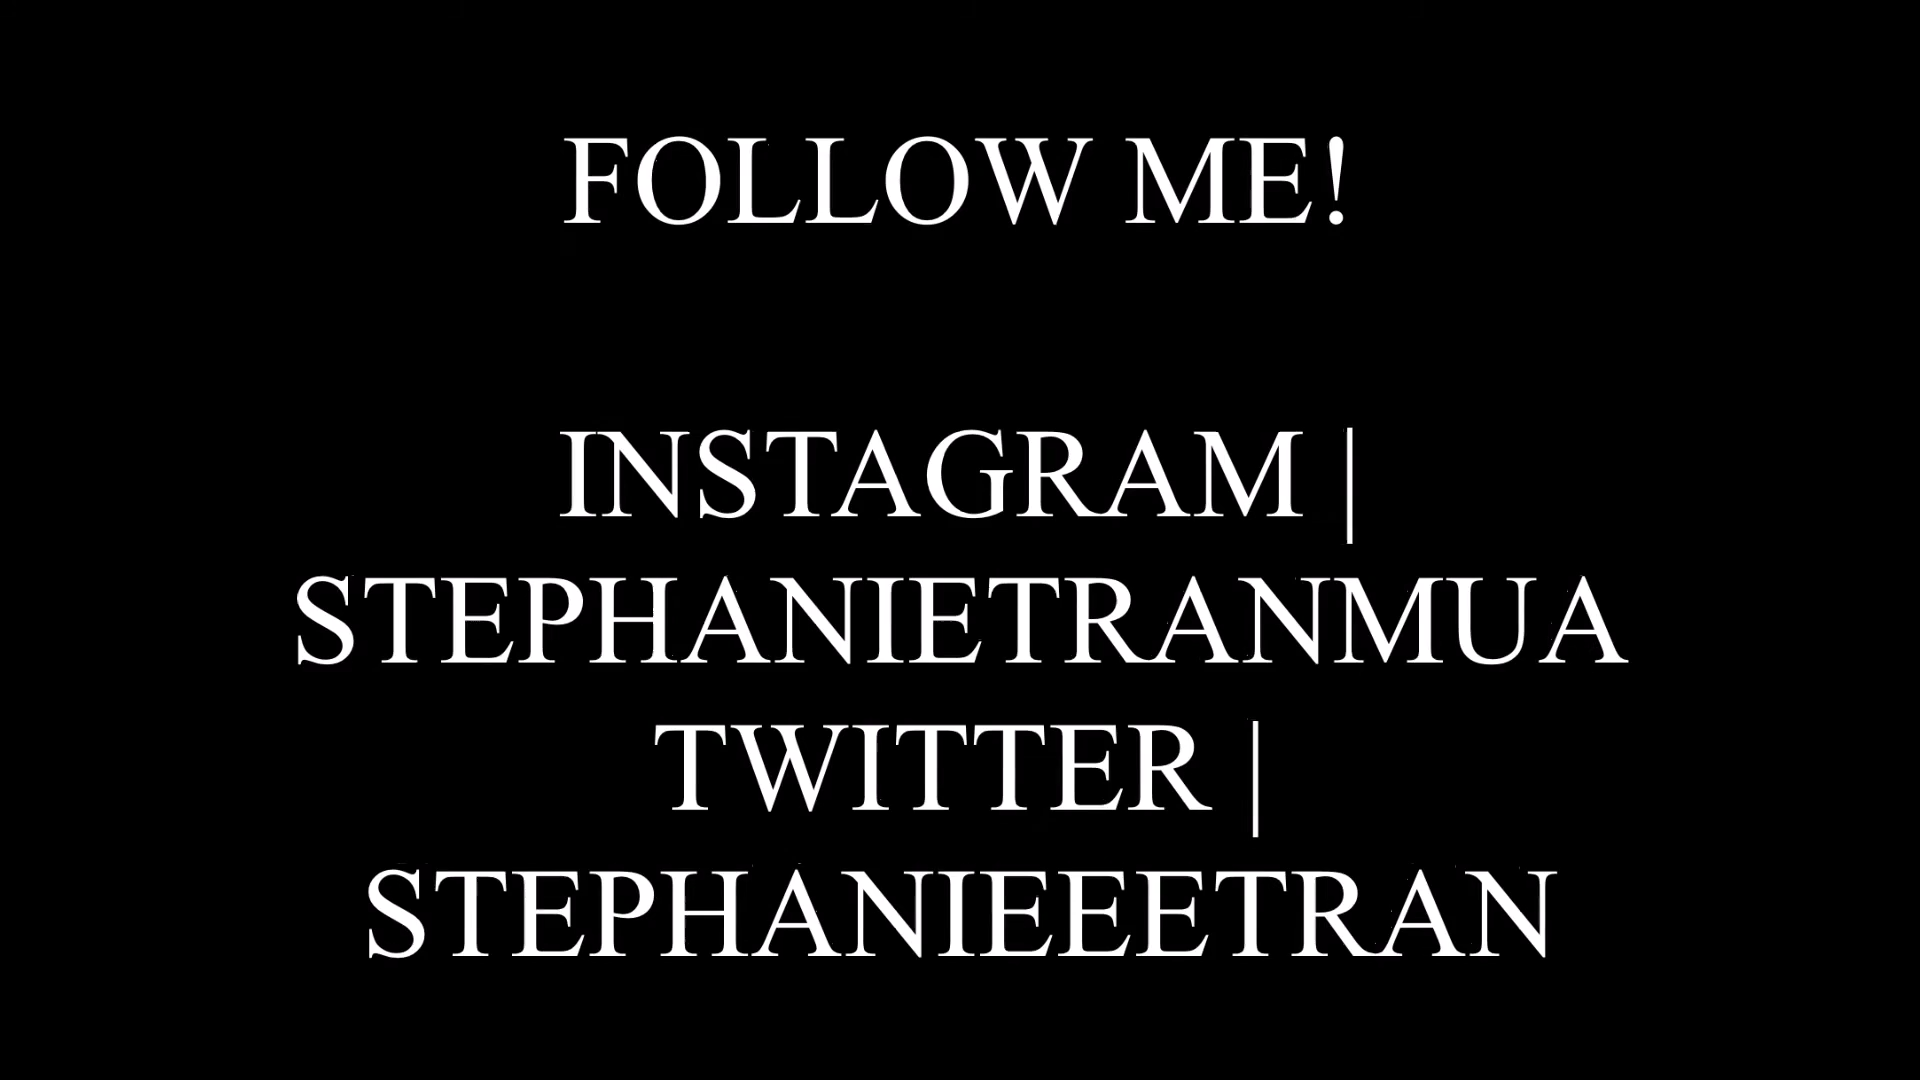 FOLLOW ME!
INSTAGRAM |
STEPHANIETRANMUA
TWITTER |
STEPHANIEEETRAN